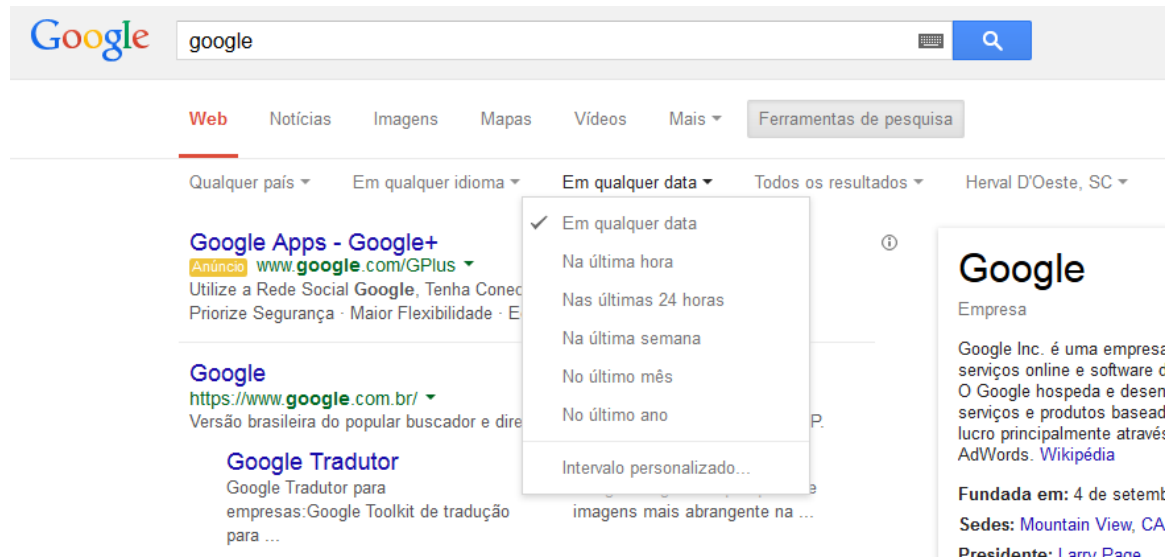 Google
google
Web Notícias Imagens Mapas Vídeos Mais Ferramentas de pesquisa
Qualquer país Em qualquer idioma Em qualquer data Todos os resultados Herval D'Oeste, SC
Em qualquer data
Na última hora
Nas últimas 24 horas
Na última semana
No último mês
No último ano
Intervalo personalizado...
Google Apps - Google+
Anúncio www.google.com/GPlus
Utilize a Rede Social Google, Tenha
Priorize Segurança · Maior Flexibilidade ·
Google
https://www.google.com.br/
Versão brasileira do popular buscador e
Google Tradutor
Google Tradutor para
empresas:Google Toolkit de tradução
para ...
imagens mais abrangente na ...
Google
Empresa
Google Inc. é uma empresa
serviços online e software
O Google hospeda e
serviços e produtos
lucro principalmente através
AdWords. Wikipédia
Fundada em: 4 de
Sedes: Mountain View, CA
Presidente: Larry Page